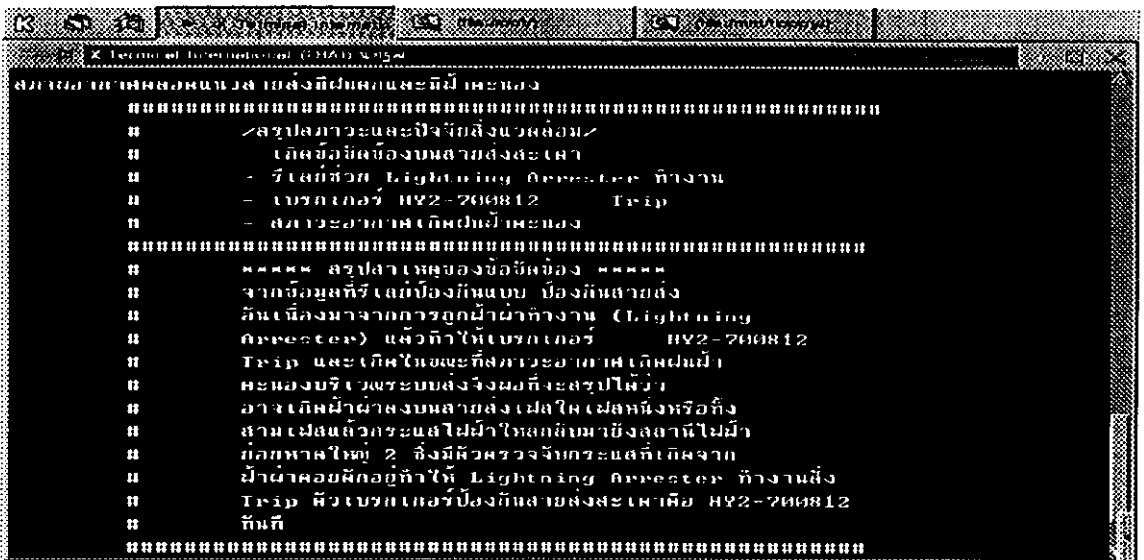 X Terminal International (THAI) จงรูฟ
สภาพอากาศตลอดแนวสายส่งมีฝนตกและมีฟ้าคะนอง
####################################################
# /สรุปสภาวะและปัจจัยสิ่งแวดล้อม/
# เกิดข้อขัดข้องบนสายส่งสะเดา
# - รีเลย์ช่วย Lightning Arrester ทำงาน
# - เบรกเกอร์ HY2-700812 Trip
# - สภาวะอากาศเกิดฝนฟ้าคะนอง
###################################################
# ***** สรุปสาเหตุของข้อขัดข้อง *****
# จากข้อมูลที่รีเลย์ป้องกันแบบ ป้องกันสายส่ง
# อันเนื่องมาจากการถูกฟ้าผ่าทำงาน (Lightning
# Arrester) แล้วทำให้เบรกเกอร์ HY2-700812
# Trip และเกิดในขณะที่สภาวะอากาศเกิดฝนฟ้า
# คะนองบริเวณระบบส่งจึงพอที่จะสรุปได้ว่า
# อาจเกิดฟ้าผ่าลงบนสายส่งเฟสใดเฟสหนึ่งหรือทั้ง
# สามเฟสแล้วกระแสไฟฟ้าไหลกลับมายังสถานีไฟฟ้า
# ย่อยหาดใหญ่ 2 ซึ่งมีตัวตรวจจับกระแสที่เกิดจาก
# ฟ้าผ่าคอยดักอยู่ทำให้ Lightning Arrester ทำงานสั่ง
# Trip ตัวเบรกเกอร์ป้องกันสายส่งสะเดาคือ HY2-700812
# ทันที
###################################################